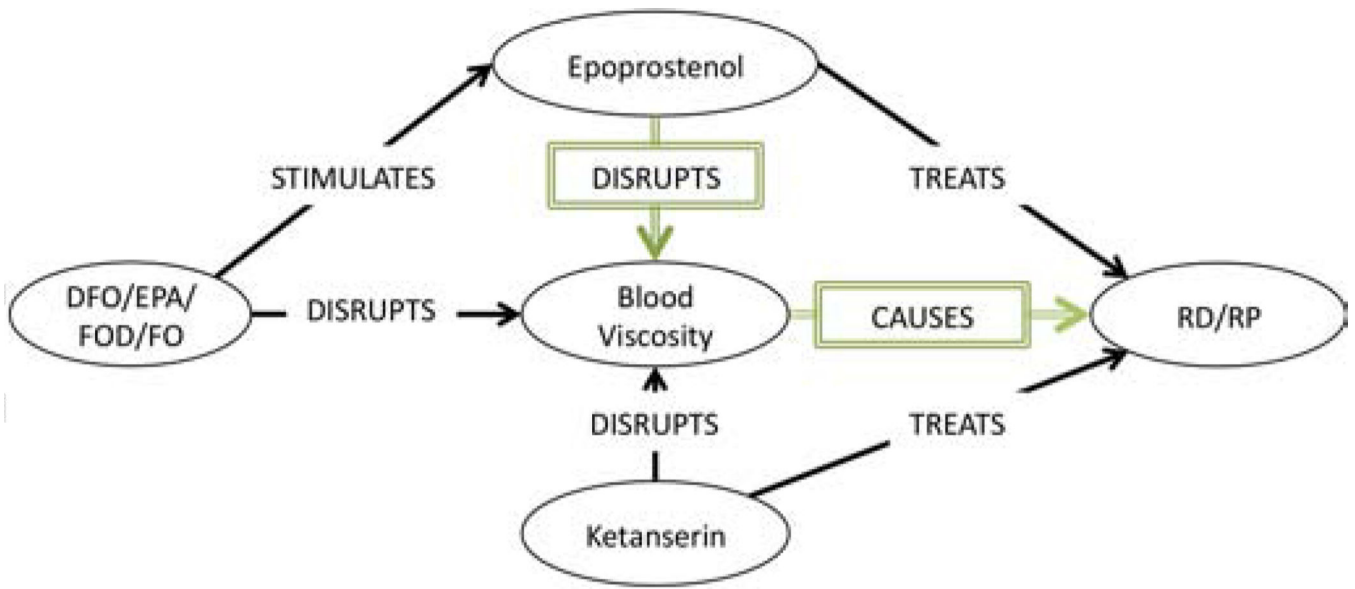 Epoprostenol
STIMULATES
DISRUPTS
TREATS
DFO/EPA/
FOD/FO
DISRUPTS
Blood
Viscosity
CAUSES
RD/RP
DISRUPTS
TREATS
Ketanserin